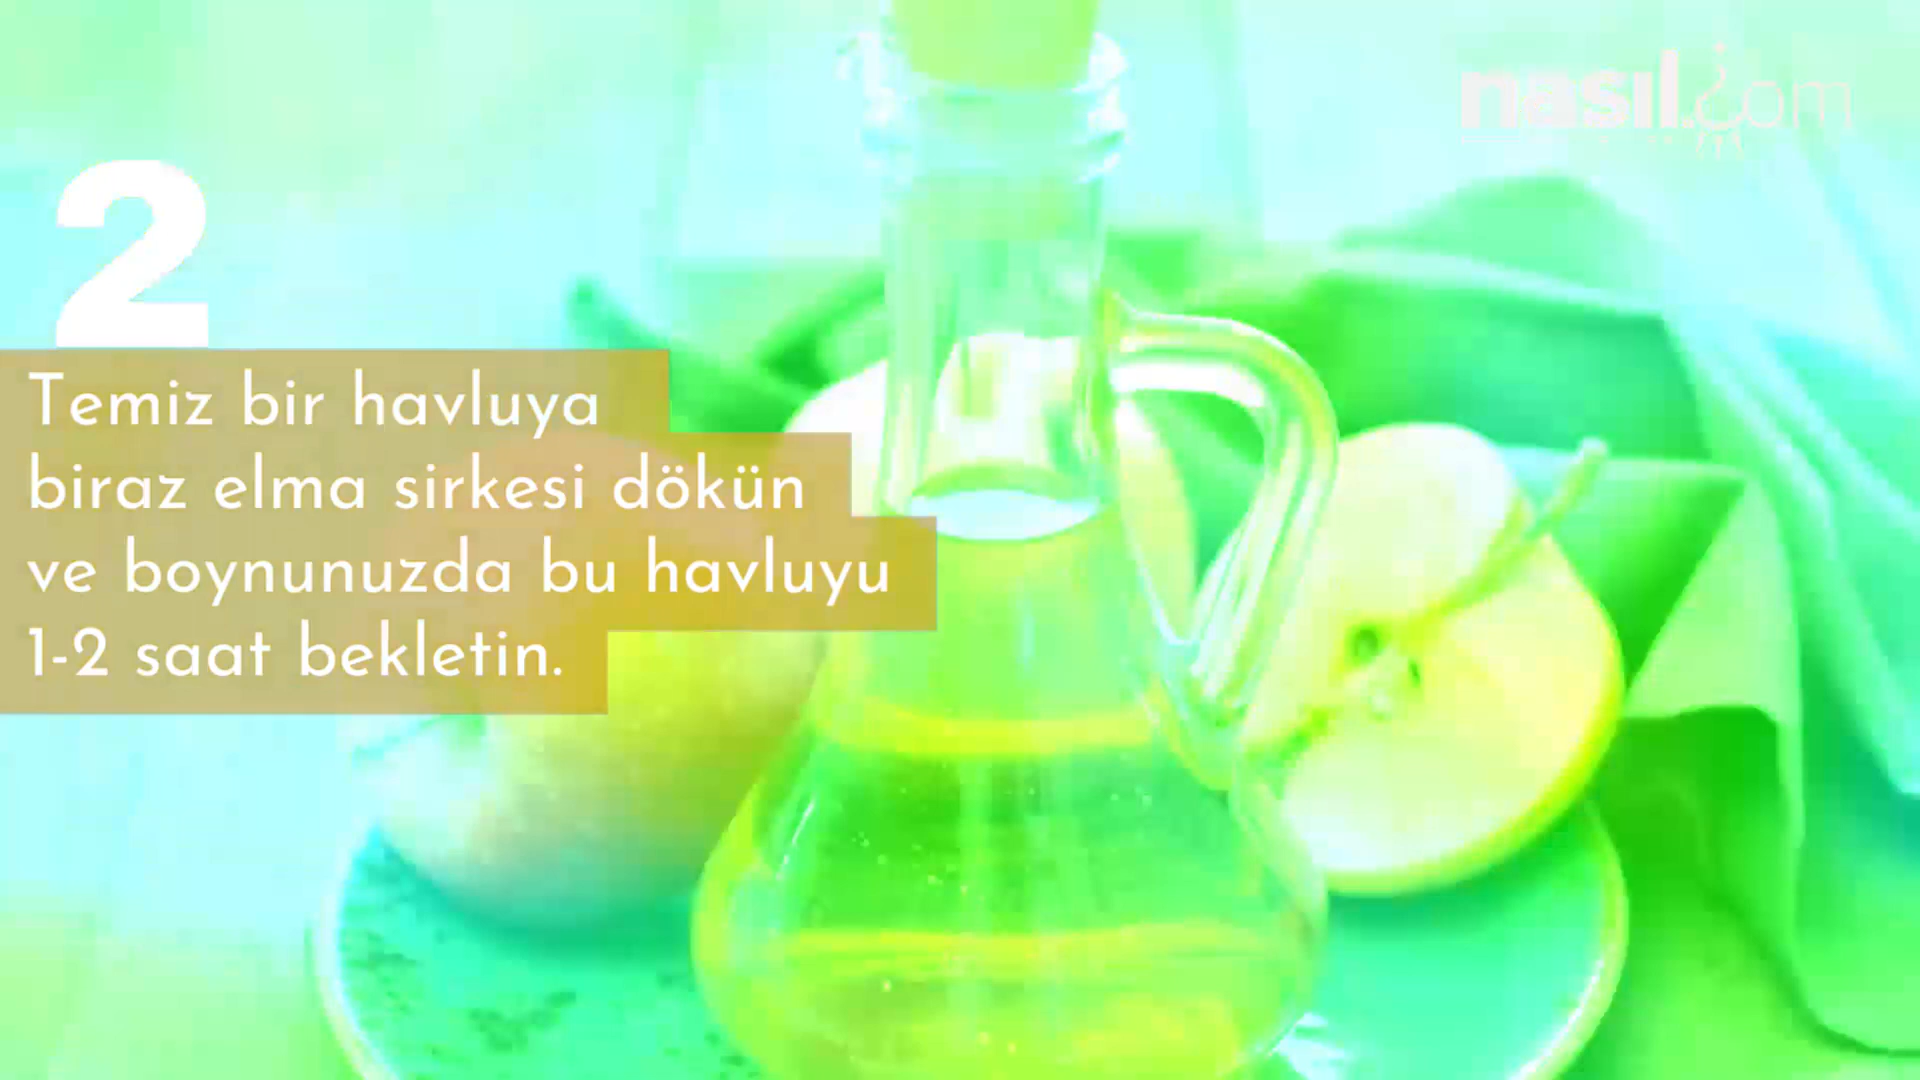 nasıl.com
2
Temiz bir havluya
biraz elma sirkesi dökün
ve boynunuzda bu havluyu
1-2 saat bekletin.